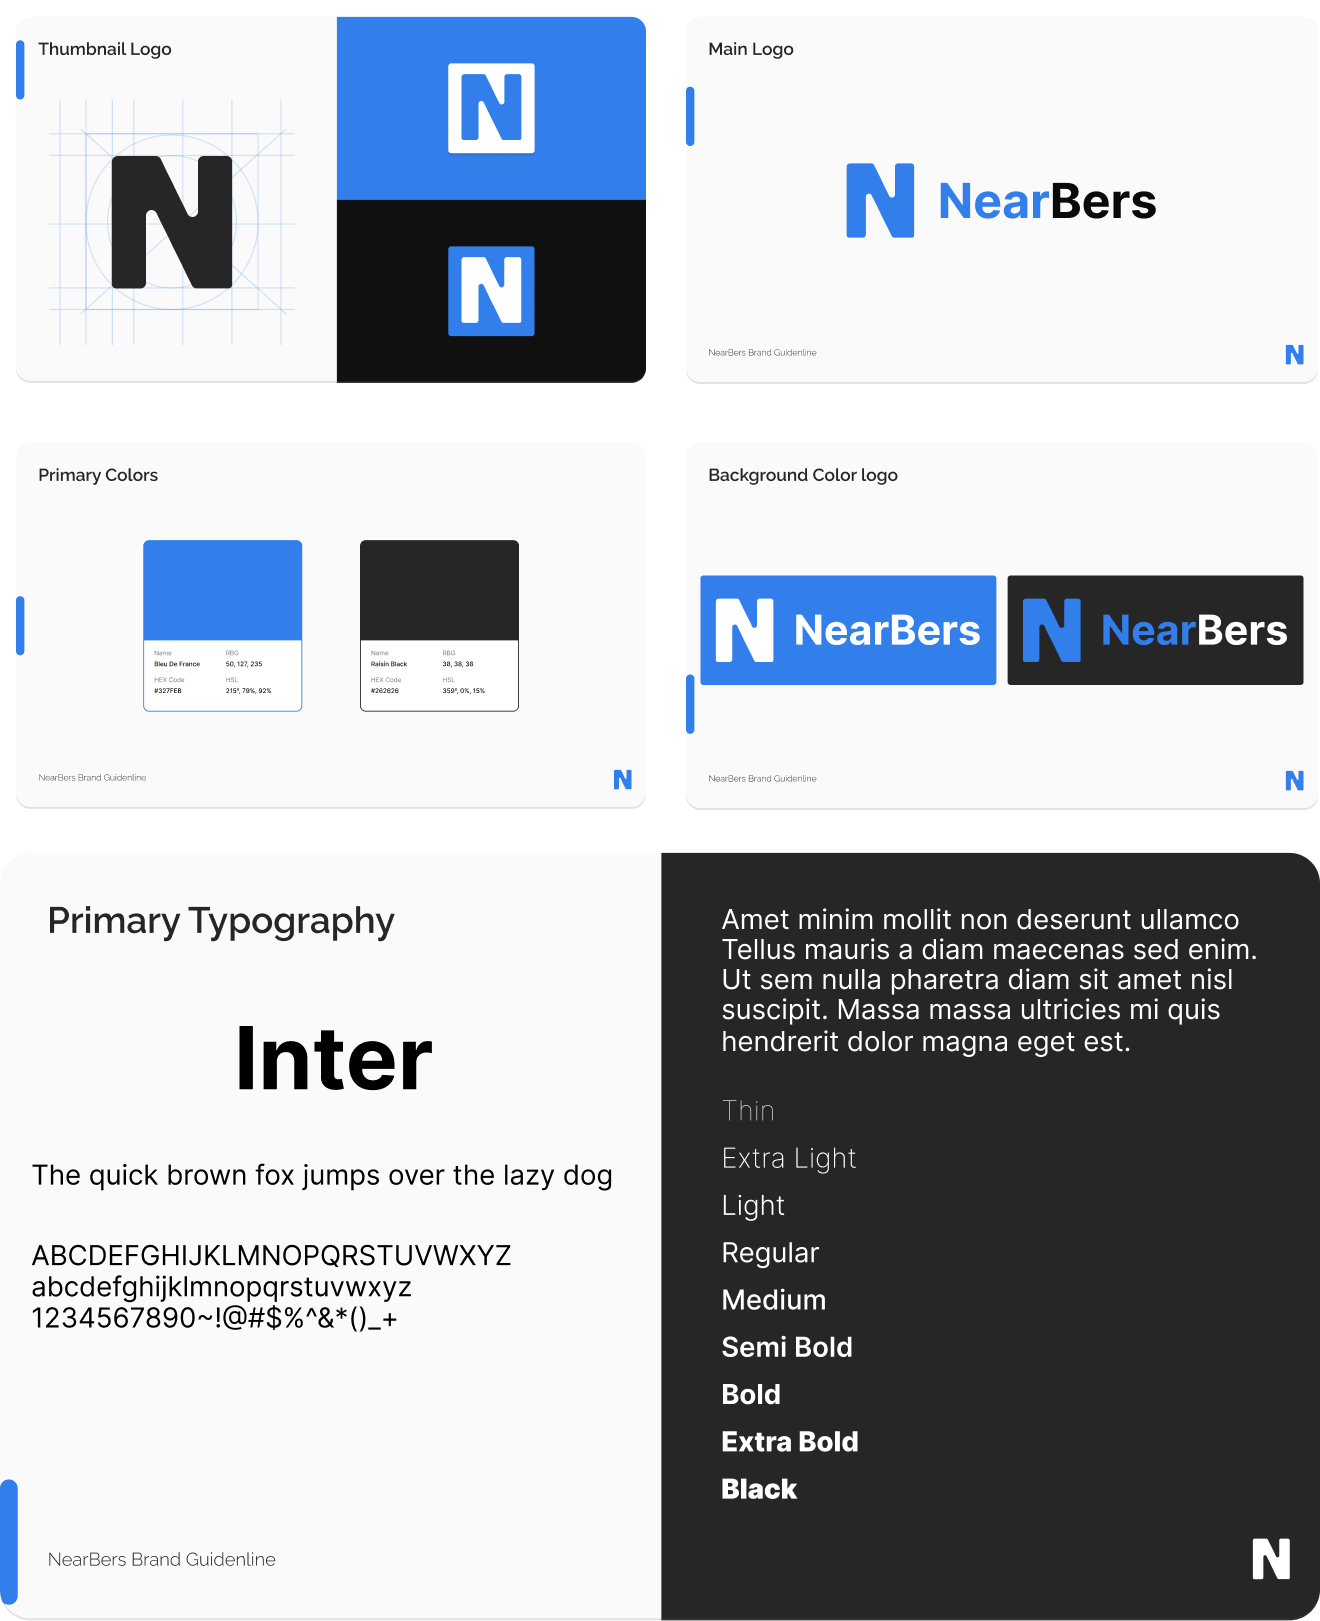 Thumbnail Logo
N
N
N
Main Logo
N NearBers
NearBers Brand Guidenline
N
Primary Colors
Name RBG
Bleu De France 50, 127, 235
HEX Code HSL
#327FEB 215°, 79%, 92%
Name RBG
Raisin Black 38, 38, 38
HEX Code HSL
#262626 359°, 0%, 15%
NearBers Brand Guidenline
N
Background Color logo
N NearBers
N NearBers
NearBers Brand Guidenline
N
Primary Typography
Inter
The quick brown fox jumps over the lazy dog
ABCDEFGHIJKLMNOPQRSTUVWXYZ
abcdefghijklmnopqrstuvwxyz
1234567890~!@#$%^&*()_+
NearBers Brand Guidenline
Amet minim mollit non deserunt ullamco
Tellus mauris a diam maecenas sed enim.
Ut sem nulla pharetra diam sit amet nisl
suscipit. Massa massa ultricies mi quis
hendrerit dolor magna eget est.
Thin
Extra Light
Light
Regular
Medium
Semi Bold
Bold
Extra Bold
Black
N